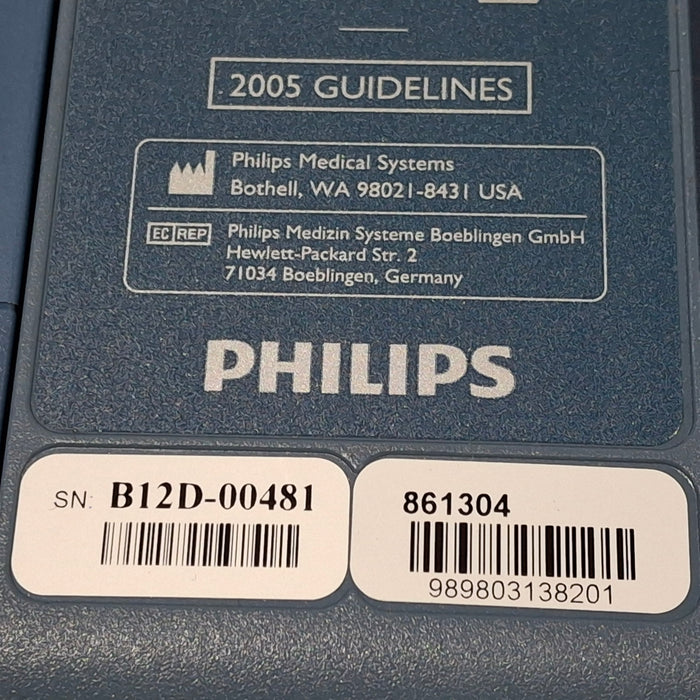 2005 GUIDELINES
Philips Medical Systems
Bothell, WA 98021-8431 USA
EC REP
Philips Medizin Systeme Boeblingen GmbH
Hewlett-Packard Str. 2
71034 Boeblingen, Germany
PHILIPS
SN: B12D-00481
861304
989803138201